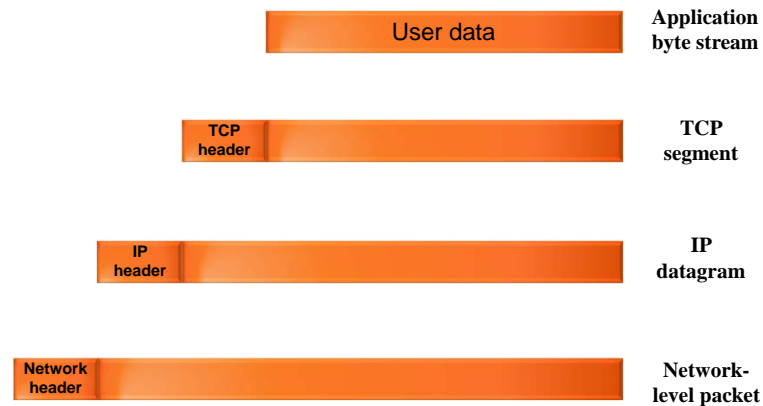 User data
Application
byte stream
TCP
header
TCP
segment
IP
header
IP
datagram
Network
header
Network-
level packet